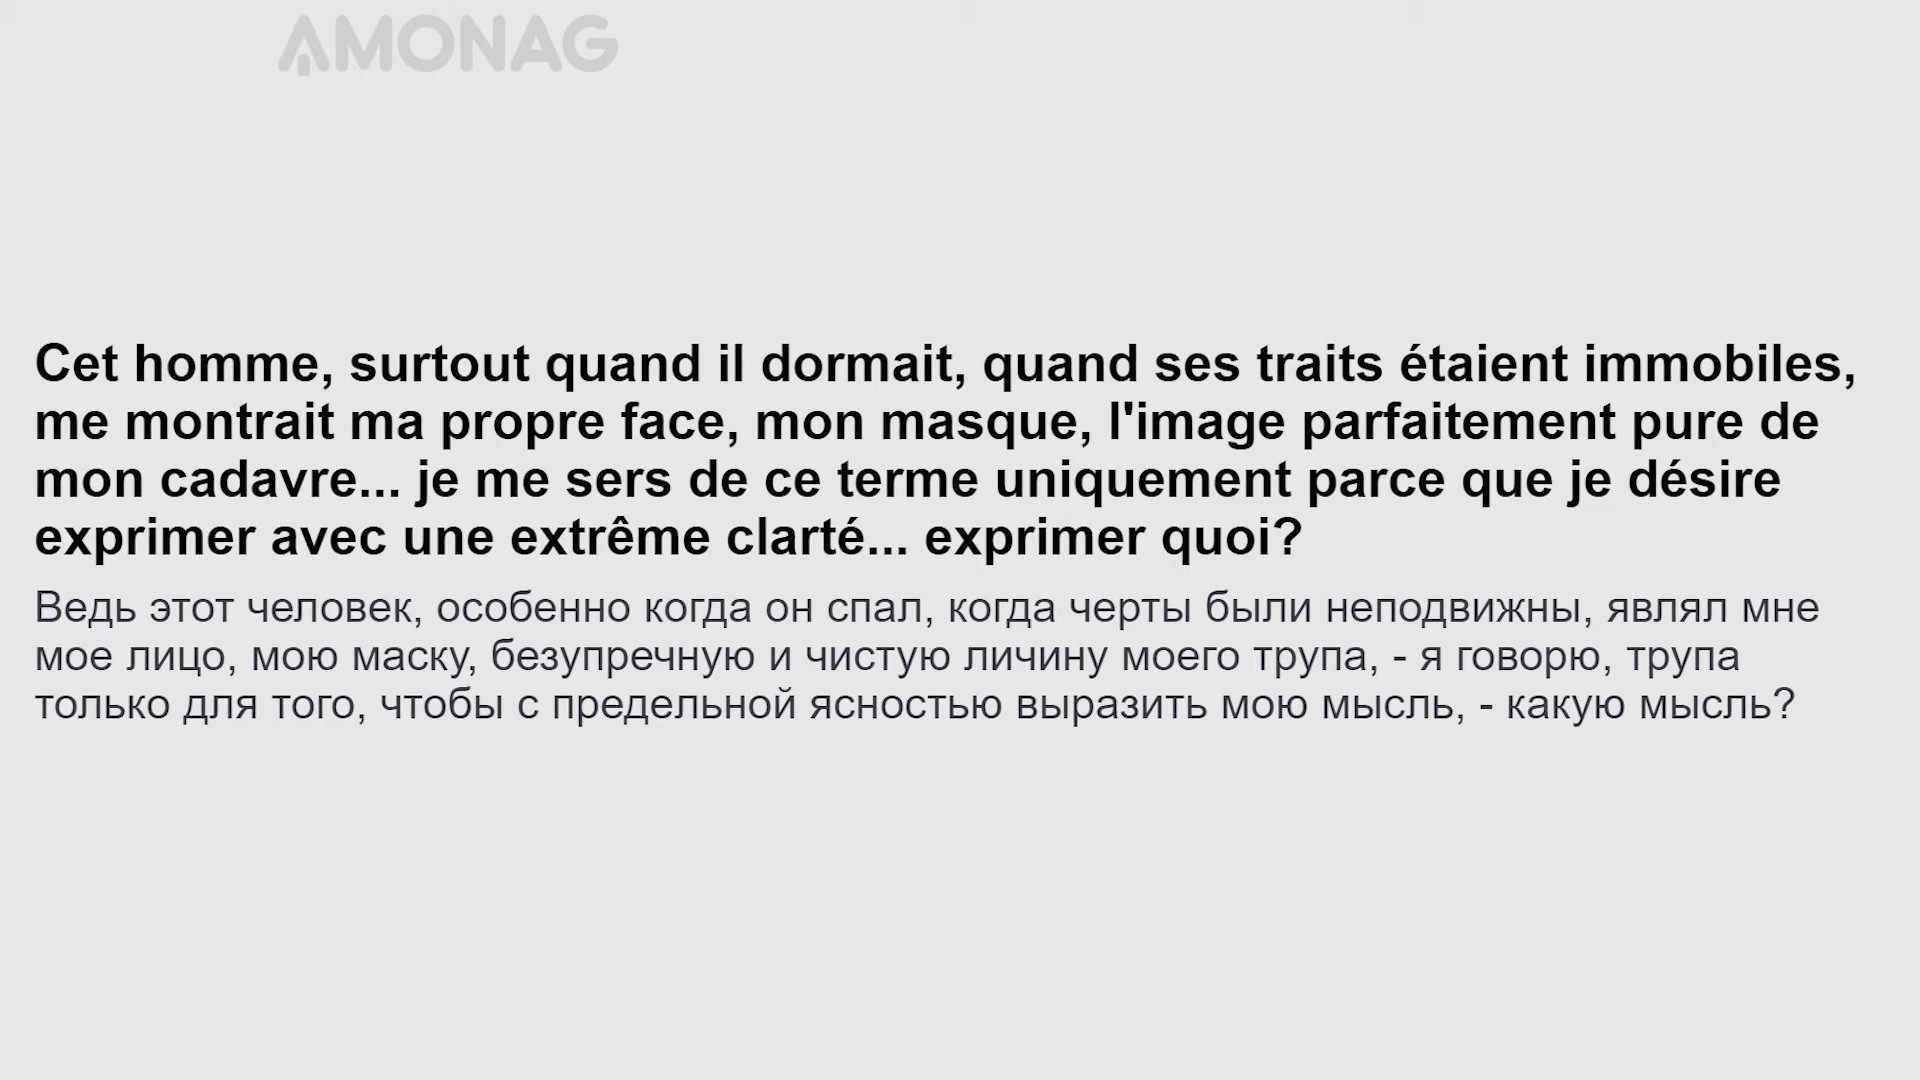 AMONAG
Cet homme, surtout quand il dormait, quand ses traits étaient immobiles,
me montrait ma propre face, mon masque, l'image parfaitement pure de
mon cadavre... je me sers de ce terme uniquement parce que je désire
exprimer avec une extrême clarté... exprimer quoi?
Ведь этот человек, особенно когда он спал, когда черты были неподвижны, являл мне
мое лицо, мою маску, безупречную и чистую личину моего трупа, - я говорю, трупа
только для того, чтобы с предельной ясностью выразить мою мысль, - какую мысль?